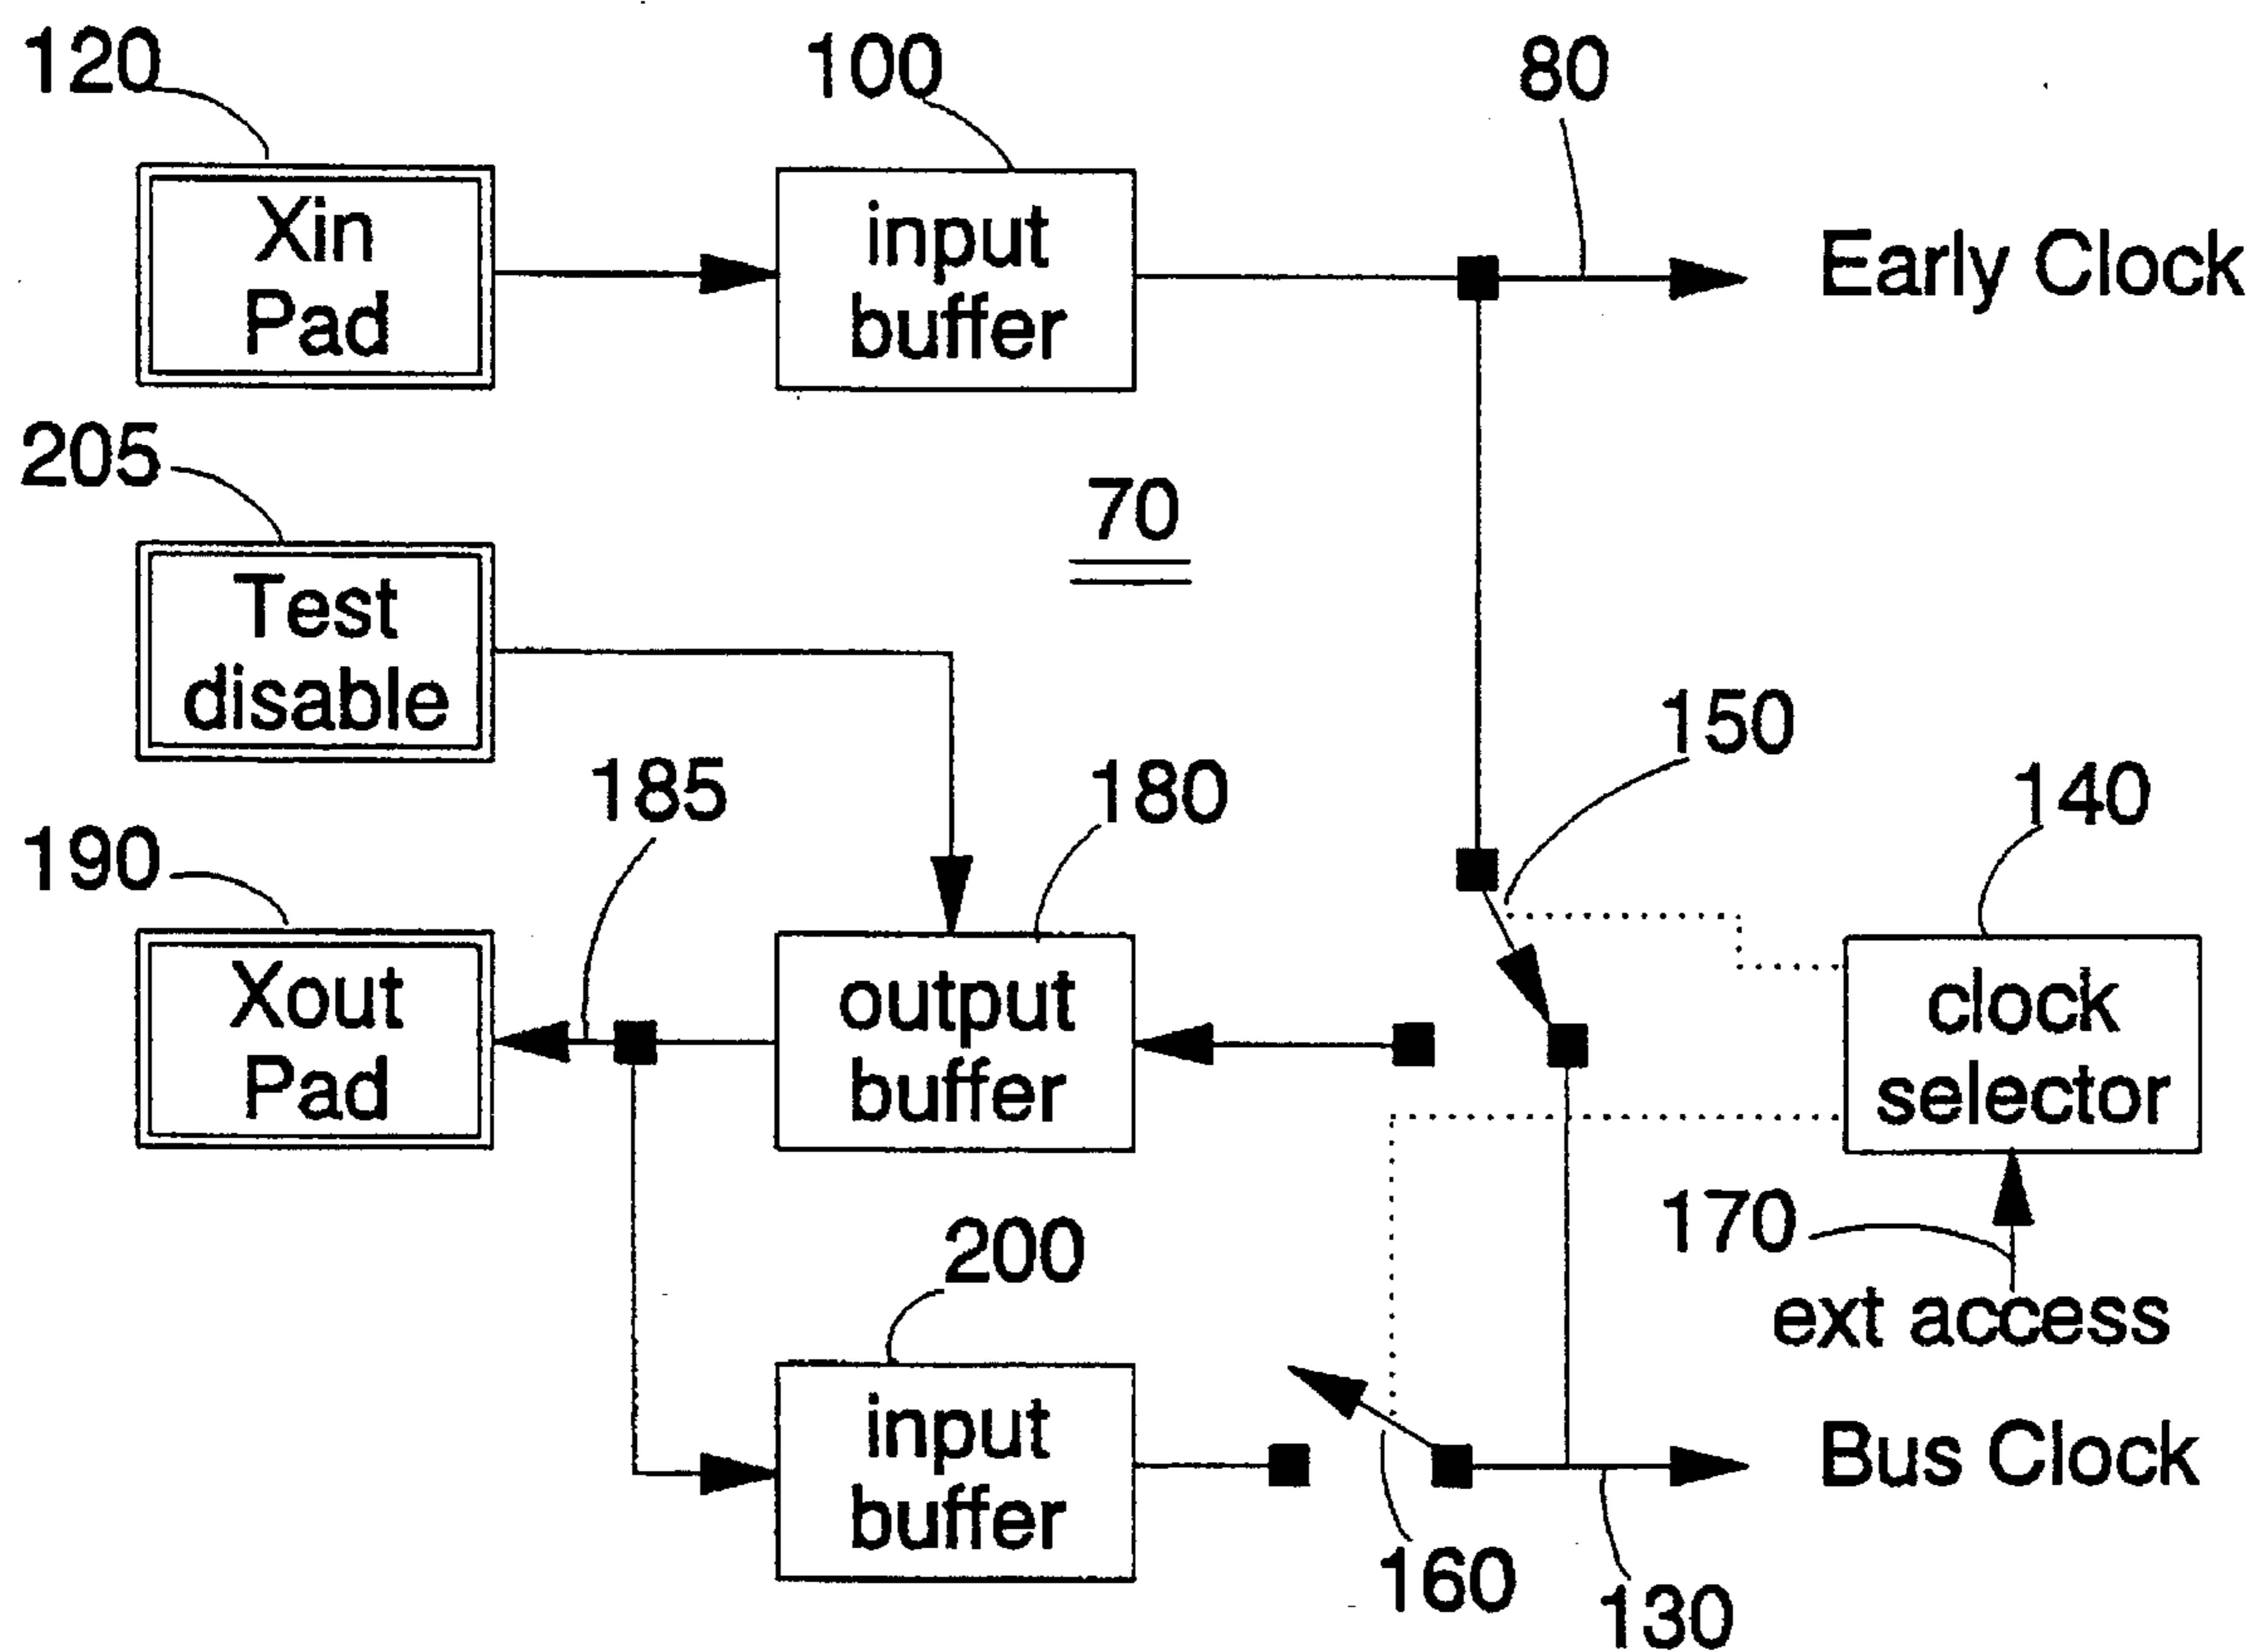 120
100
80
Xin
Pad
input
buffer
Early Clock
205
70
Test
disable
150
185
180
140
190
Xout
Pad
output
buffer
clock
selector
170
200
ext access
input
buffer
Bus Clock
160
130